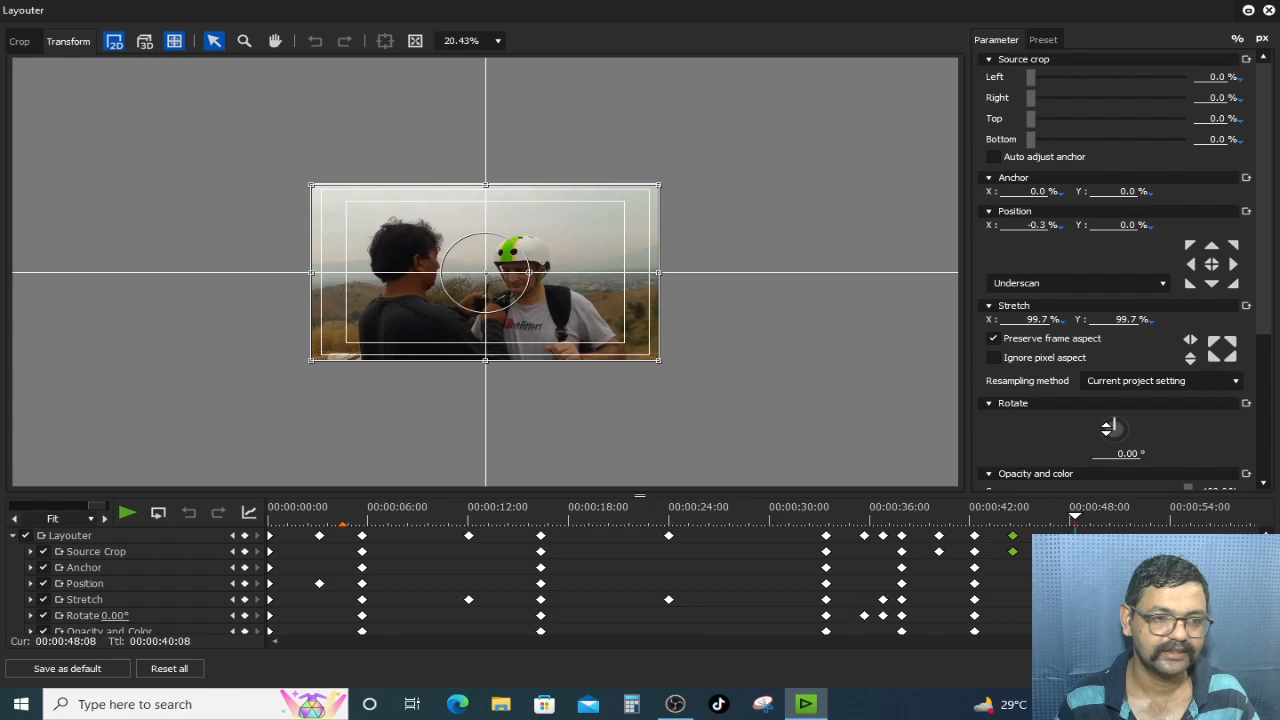 Layouter
Crop Transform 2D 3D 20.43%
Parameter Preset % px
Source crop
Left 0.0 %
Right 0.0 %
Top 0.0 %
Bottom 0.0 %
Auto adjust anchor
Anchor
X : 0.0 % Y : 0.0 %
Position
X : -0.3 % Y : 0.0 %
Underscan
Stretch
X : 99.7 % Y : 99.7 %
Preserve frame aspect
Ignore pixel aspect
Resampling method Current project setting
Rotate
0.00 °
Opacity and color
Fit
00:00:00:00 00:00:06:00 00:00:12:00 00:00:18:00 00:00:24:00 00:00:30:00 00:00:36:00 00:00:42:00 00:00:48:00 00:00:54:00
Layouter
Source Crop
Anchor
Position
Stretch
Rotate 0.00°
Opacity and Color
Cur: 00:00:48:08 Ttl: 00:00:40:08
Save as default Reset all
Type here to search
29°C